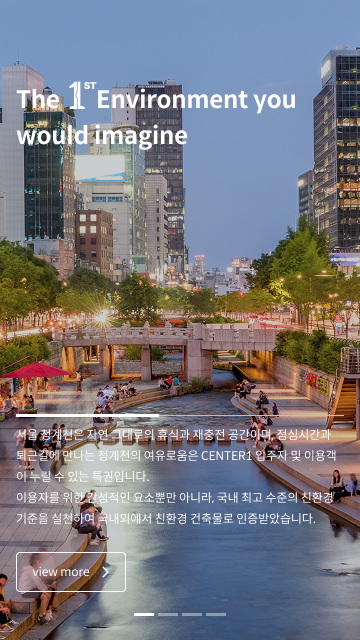 The 1ST Environment you
would imagine
서울 청계천은 자연 그대로의 휴식과 재충전 공간이며, 점심시간과
퇴근길에 만나는 청계천의 여유로움은 CENTER1 입주자 및 이용객
이 누릴 수 있는 특권입니다.
이용자를 위한 감성적인 요소뿐만 아니라, 국내 최고 수준의 친환경
기준을 실천하여 국내외에서 친환경 건축물로 인증받았습니다.
view more